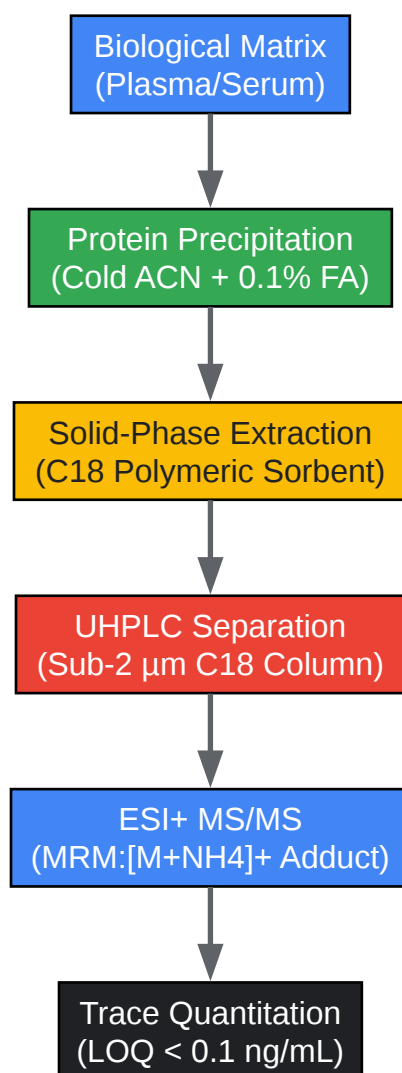 Biological Matrix
(Plasma/Serum)
Protein Precipitation
(Cold ACN + 0.1% FA)
Solid-Phase Extraction
(C18 Polymeric Sorbent)
UHPLC Separation
(Sub-2 µm C18 Column)
ESI+ MS/MS
(MRM:[M+NH4]+ Adduct)
Trace Quantitation
(LOQ < 0.1 ng/mL)